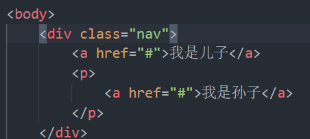 <body>
<div class="nav">
<a href="#">我是儿子</a>
<p>
<a href="#">我是孙子</a>
</p>
</div>